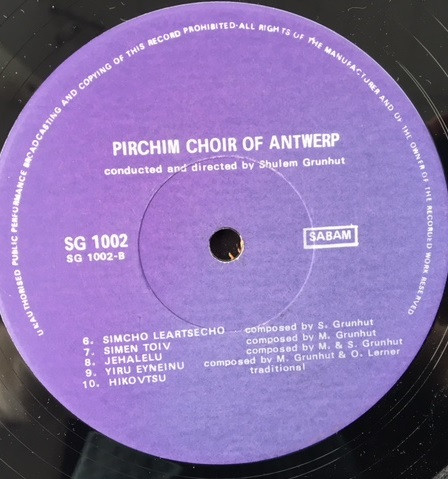 UNAUTHORISED PUBLIC PERFORMANCE BROADCASTING AND COPYING OF THIS RECORD PROHIBITED·ALL RIGHTS OF THE MANUFACTURER AND OF THE OWNER OF THE RECORDED WORK RESERVED
PIRCHIM CHOIR OF ANTWERP
conducted and directed by Shulem Grunhut
SG 1002
SG 1002-B
SABAM
6. SIMCHO LEARTSECHO composed by S. Grunhut
7. SIMEN TOIV composed by M. Grunhut
8. JEHALELU composed by M. & S. Grunhut
9. YIRU EYNEINU composed by M. Grunhut & O. Lerner
10. HIKOVTSU traditional